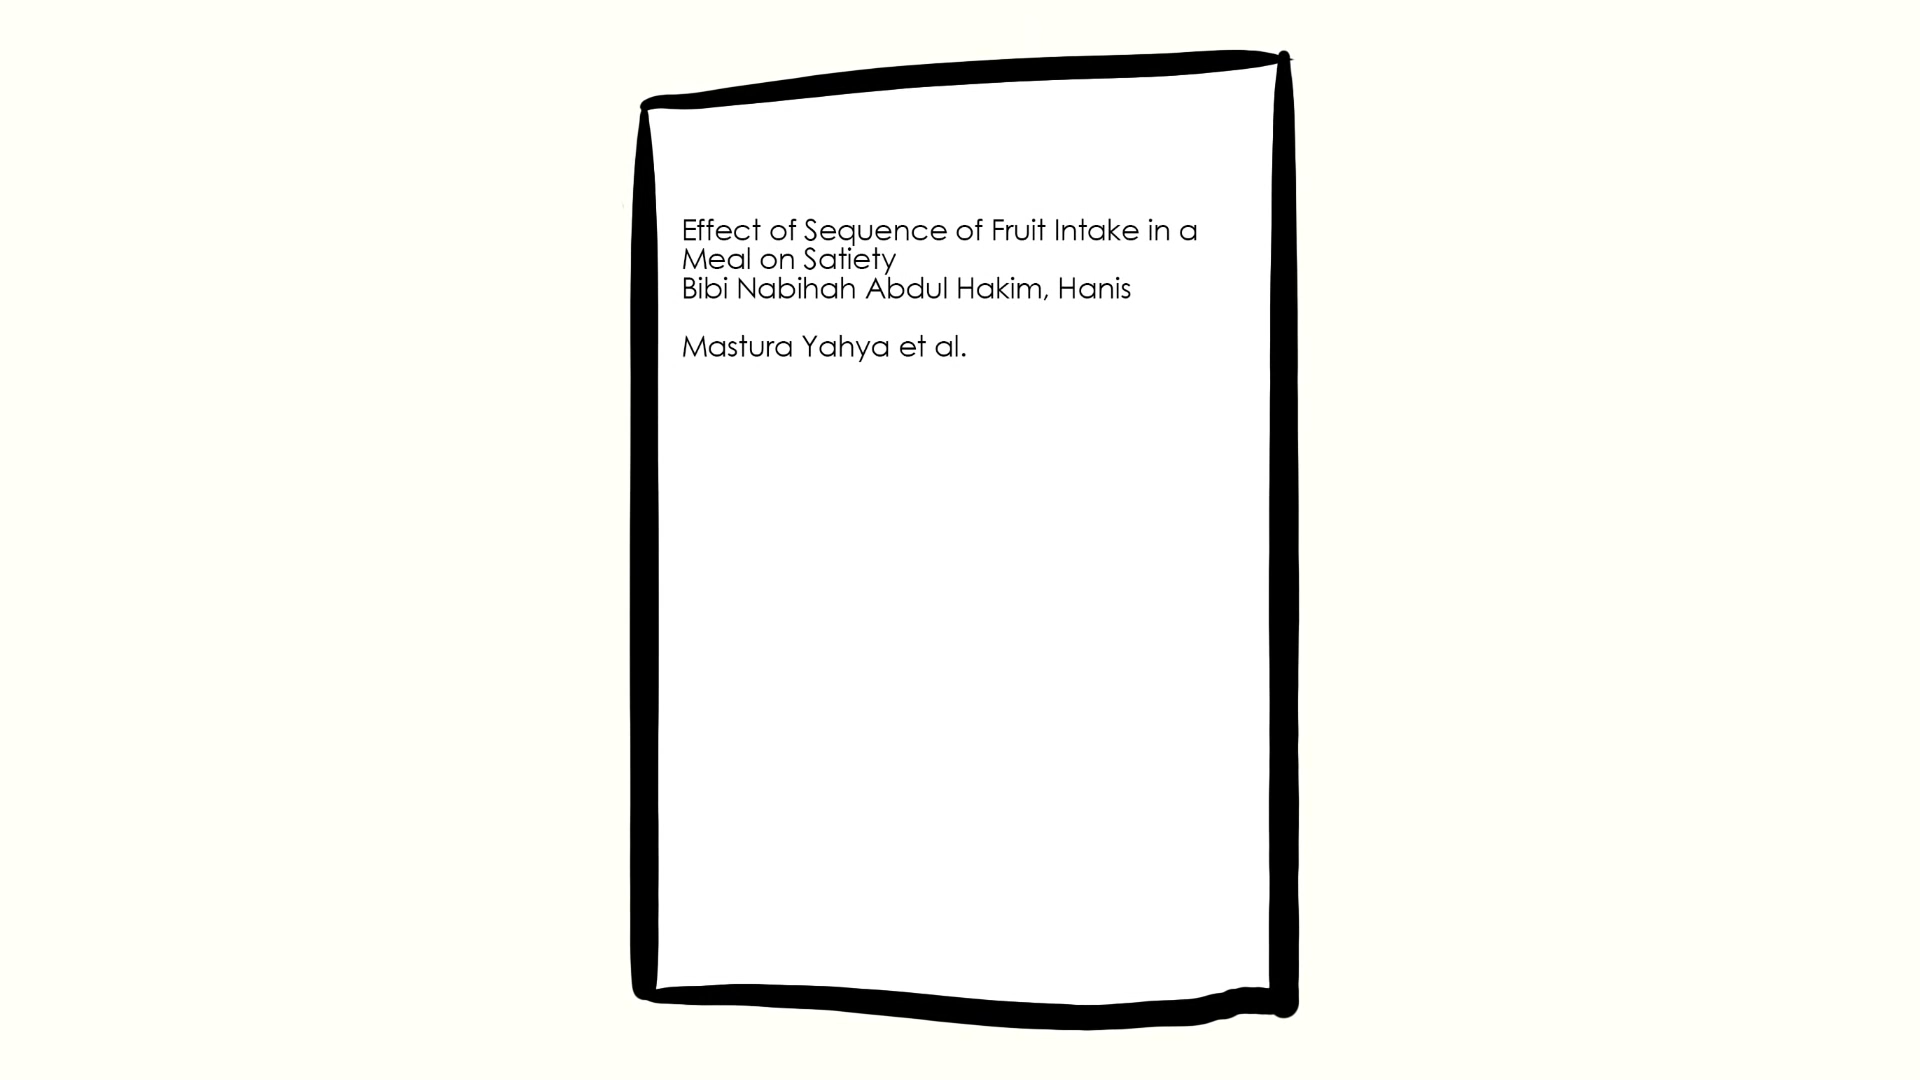 Effect of Sequence of Fruit Intake in a
Meal on Satiety
Bibi Nabihah Abdul Hakim, Hanis
Mastura Yahya et al.